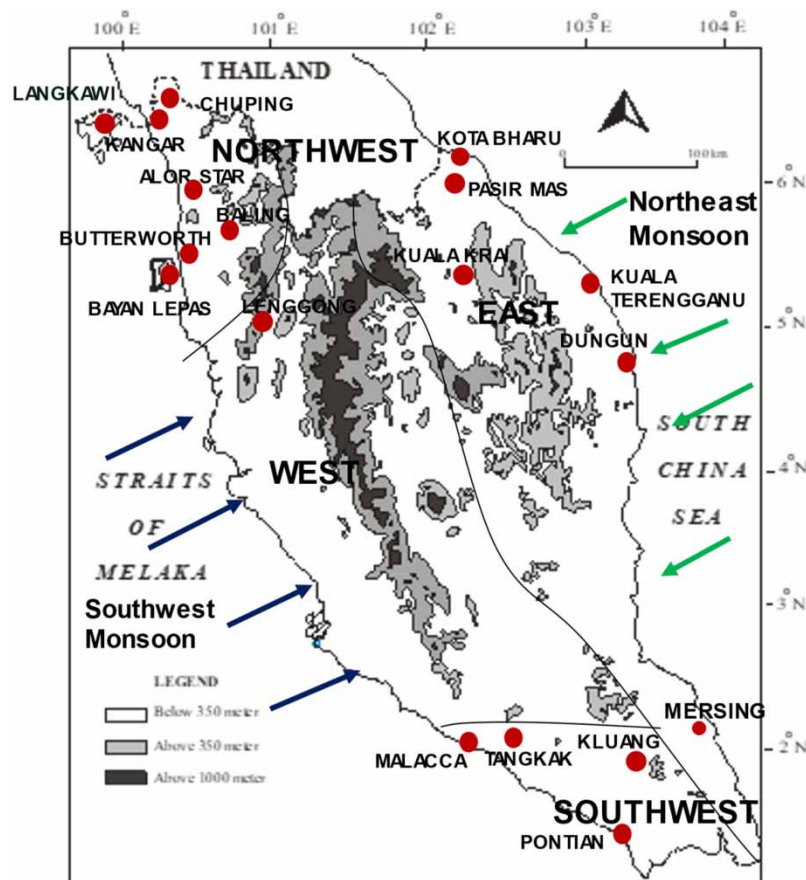 100 E
101 E
102 E
103 E
THAILAND
LANGKAWI
CHUPING
KANGAR
NORTHWEST
KOTA BHARU
ALOR STAR
PASIR MAS
0
100 km
6 N
BALING
Northeast
Monsoon
BUTTERWORTH
KUALA KRAI
KUALA
TERENGGANU
BAYAN LEPAS
LENGGONG
EAST
5 N
DUNGUN
SOUTH
CHINA
SEA
WEST
4 N
STRAITS
OF
MELAKA
3 N
Southwest
Monsoon
LEGEND
Below 350 meter
Above 350 meter
Above 1000 meter
MERSING
MALACCA
TANGKAK
KLUANG
2 N
SOUTHWEST
PONTIAN